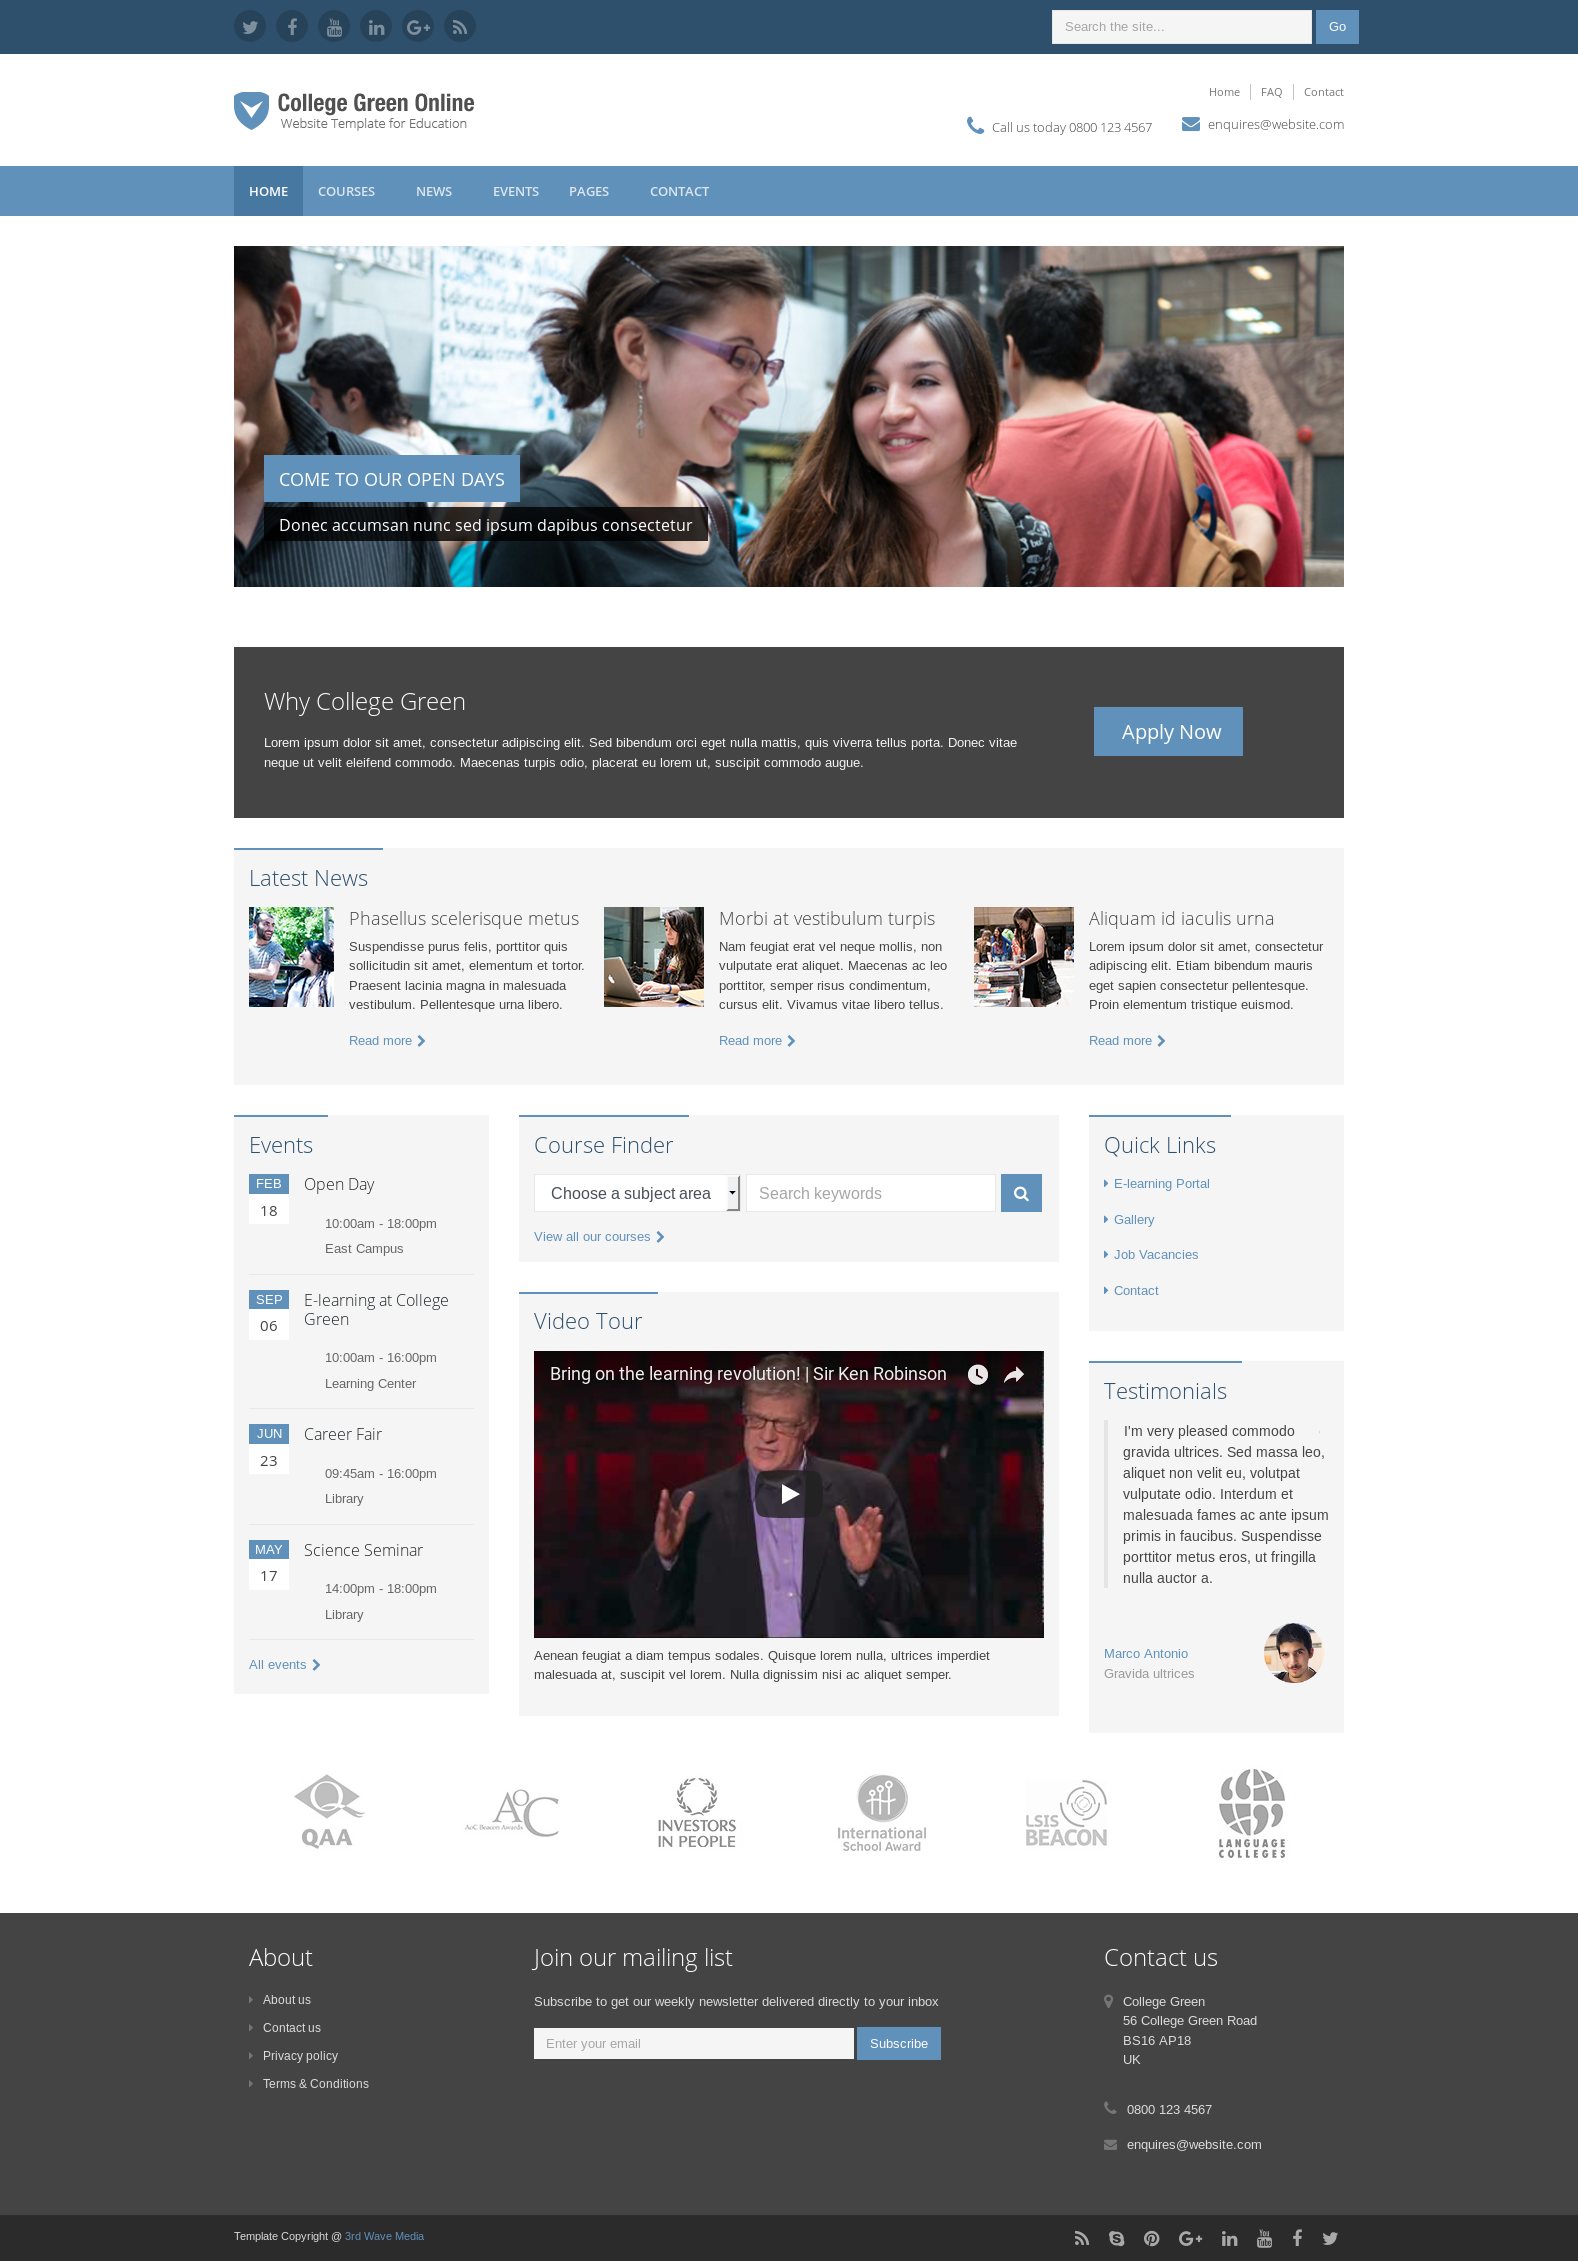 Search the site...
Go
College Green Online
Website Template for Education
Home
FAQ
Contact
Call us today 0800 123 4567
enquires@website.com
HOME
COURSES
NEWS
EVENTS
PAGES
CONTACT
COME TO OUR OPEN DAYS
Donec accumsan nunc sed ipsum dapibus consectetur
Why College Green
Lorem ipsum dolor sit amet, consectetur adipiscing elit. Sed bibendum orci eget nulla mattis, quis viverra tellus porta. Donec vitae
neque ut velit eleifend commodo. Maecenas turpis odio, placerat eu lorem ut, suscipit commodo augue.
Apply Now
Latest News
Phasellus scelerisque metus
Suspendisse purus felis, porttitor quis
sollicitudin sit amet, elementum et tortor.
Praesent lacinia magna in malesuada
vestibulum. Pellentesque urna libero.
Read more
Morbi at vestibulum turpis
Nam feugiat erat vel neque mollis, non
vulputate erat aliquet. Maecenas ac leo
porttitor, semper risus condimentum,
cursus elit. Vivamus vitae libero tellus.
Read more
Aliquam id iaculis urna
Lorem ipsum dolor sit amet, consectetur
adipiscing elit. Etiam bibendum mauris
eget sapien consectetur pellentesque.
Proin elementum tristique euismod.
Read more
Events
FEB
18
Open Day
10:00am - 18:00pm
East Campus
SEP
06
E-learning at College
Green
10:00am - 16:00pm
Learning Center
JUN
23
Career Fair
09:45am - 16:00pm
Library
MAY
17
Science Seminar
14:00pm - 18:00pm
Library
All events
Course Finder
Choose a subject area
Search keywords
View all our courses
Video Tour
Bring on the learning revolution! | Sir Ken Robinson
Aenean feugiat a diam tempus sodales. Quisque lorem nulla, ultrices imperdiet
malesuada at, suscipit vel lorem. Nulla dignissim nisi ac aliquet semper.
Quick Links
E-learning Portal
Gallery
Job Vacancies
Contact
Testimonials
I'm very pleased commodo
gravida ultrices. Sed massa leo,
aliquet non velit eu, volutpat
vulputate odio. Interdum et
malesuada fames ac ante ipsum
primis in faucibus. Suspendisse
porttitor metus eros, ut fringilla
nulla auctor a.
Marco Antonio
Gravida ultrices
QAA
AoC
AoC Beacon Awards
INVESTORS
IN PEOPLE
International
School Award
LSIS
BEACON
LANGUAGE
COLLEGES
About
About us
Contact us
Privacy policy
Terms & Conditions
Join our mailing list
Subscribe to get our weekly newsletter delivered directly to your inbox
Enter your email
Subscribe
Contact us
College Green
56 College Green Road
BS16 AP18
UK
0800 123 4567
enquires@website.com
Template Copyright @ 3rd Wave Media